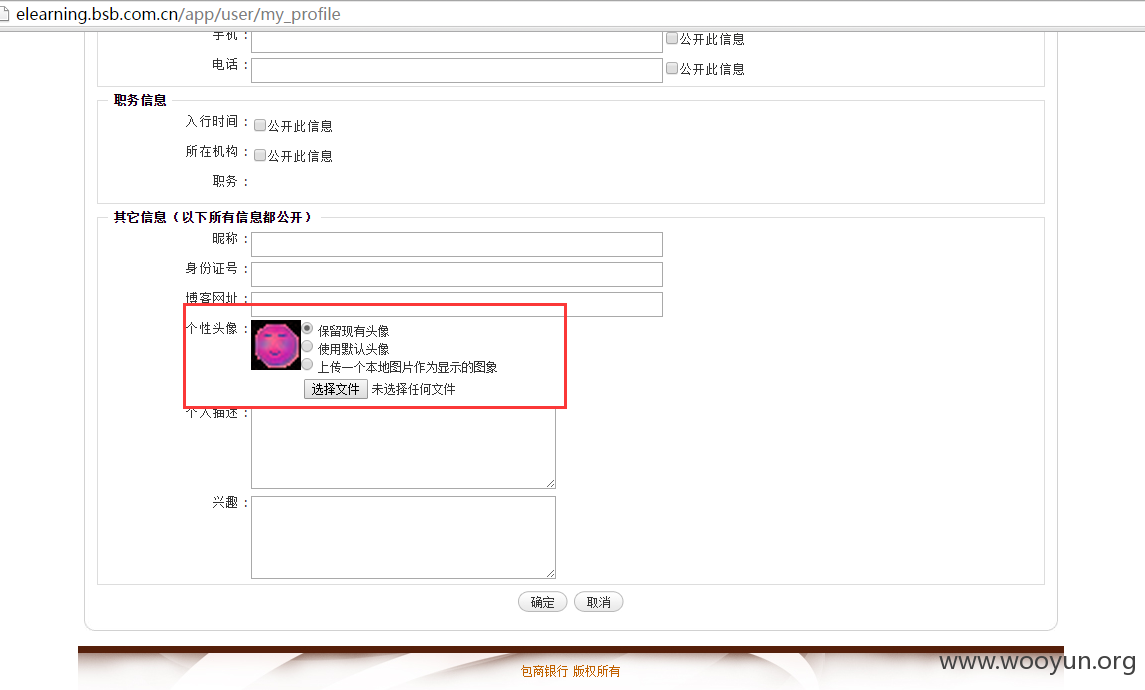 elearning.bsb.com.cn/app/user/my_profile
手机： 公开此信息
电话： 公开此信息
职务信息
入行时间： 公开此信息
所在机构： 公开此信息
职务：
其它信息（以下所有信息都公开）
昵称：
身份证号：
博客网址：
个性头像： 保留现有头像
使用默认头像
上传一个本地图片作为显示的图象
选择文件 未选择任何文件
个人描述：
兴趣：
确定 取消
包商银行 版权所有
www.wooyun.org